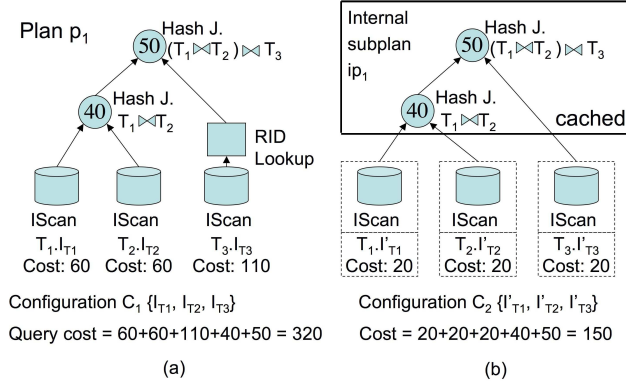 Plan p1
50
Hash J.
(T1⋈T2)⋈T3
40
Hash J.
T1⋈T2
RID
Lookup
IScan
IScan
IScan
T1.IT1
T2.IT2
T3.IT3
Cost: 60
Cost: 60
Cost: 110
Configuration C1 {IT1, IT2, IT3}
Query cost = 60+60+110+40+50 = 320
(a)
Internal
subplan
ip1
50
Hash J.
(T1⋈T2)⋈T3
40
Hash J.
T1⋈T2
cached
IScan
IScan
IScan
T1.I'T1
T2.I'T2
T3.I'T3
Cost: 20
Cost: 20
Cost: 20
Configuration C2 {I'T1, I'T2, I'T3}
Cost = 20+20+20+40+50 = 150
(b)